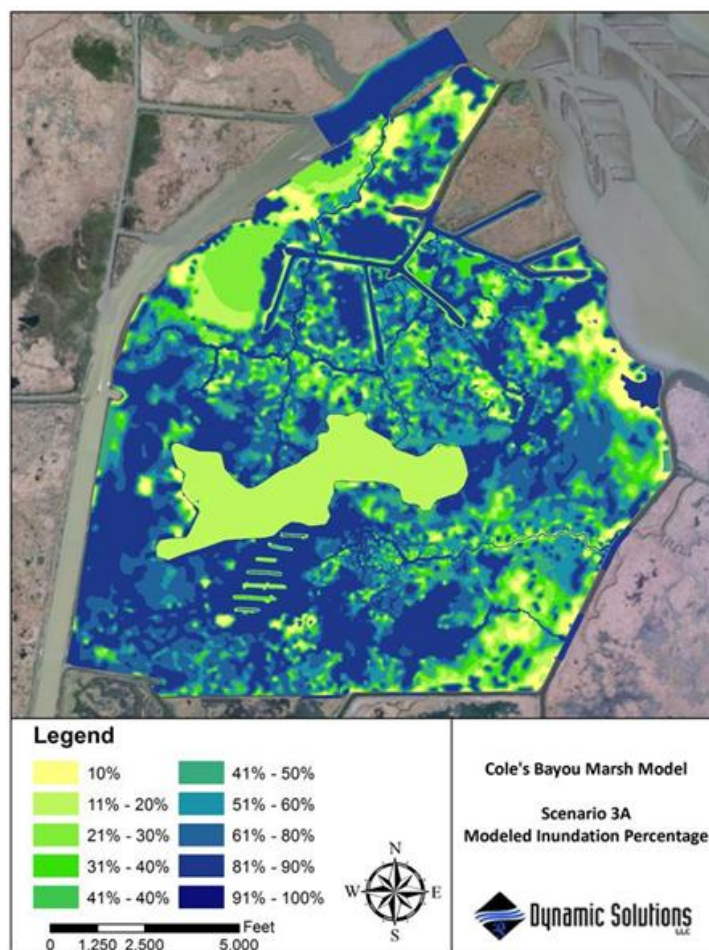 Legend
10%
11% - 20%
21% - 30%
31% - 40%
41% - 40%
41% - 50%
51% - 60%
61% - 80%
81% - 90%
91% - 100%
Feet
0 1,250 2,500 5,000
N
W E
S
Cole's Bayou Marsh Model
Scenario 3A
Modeled Inundation Percentage
Dynamic Solutions
LLC